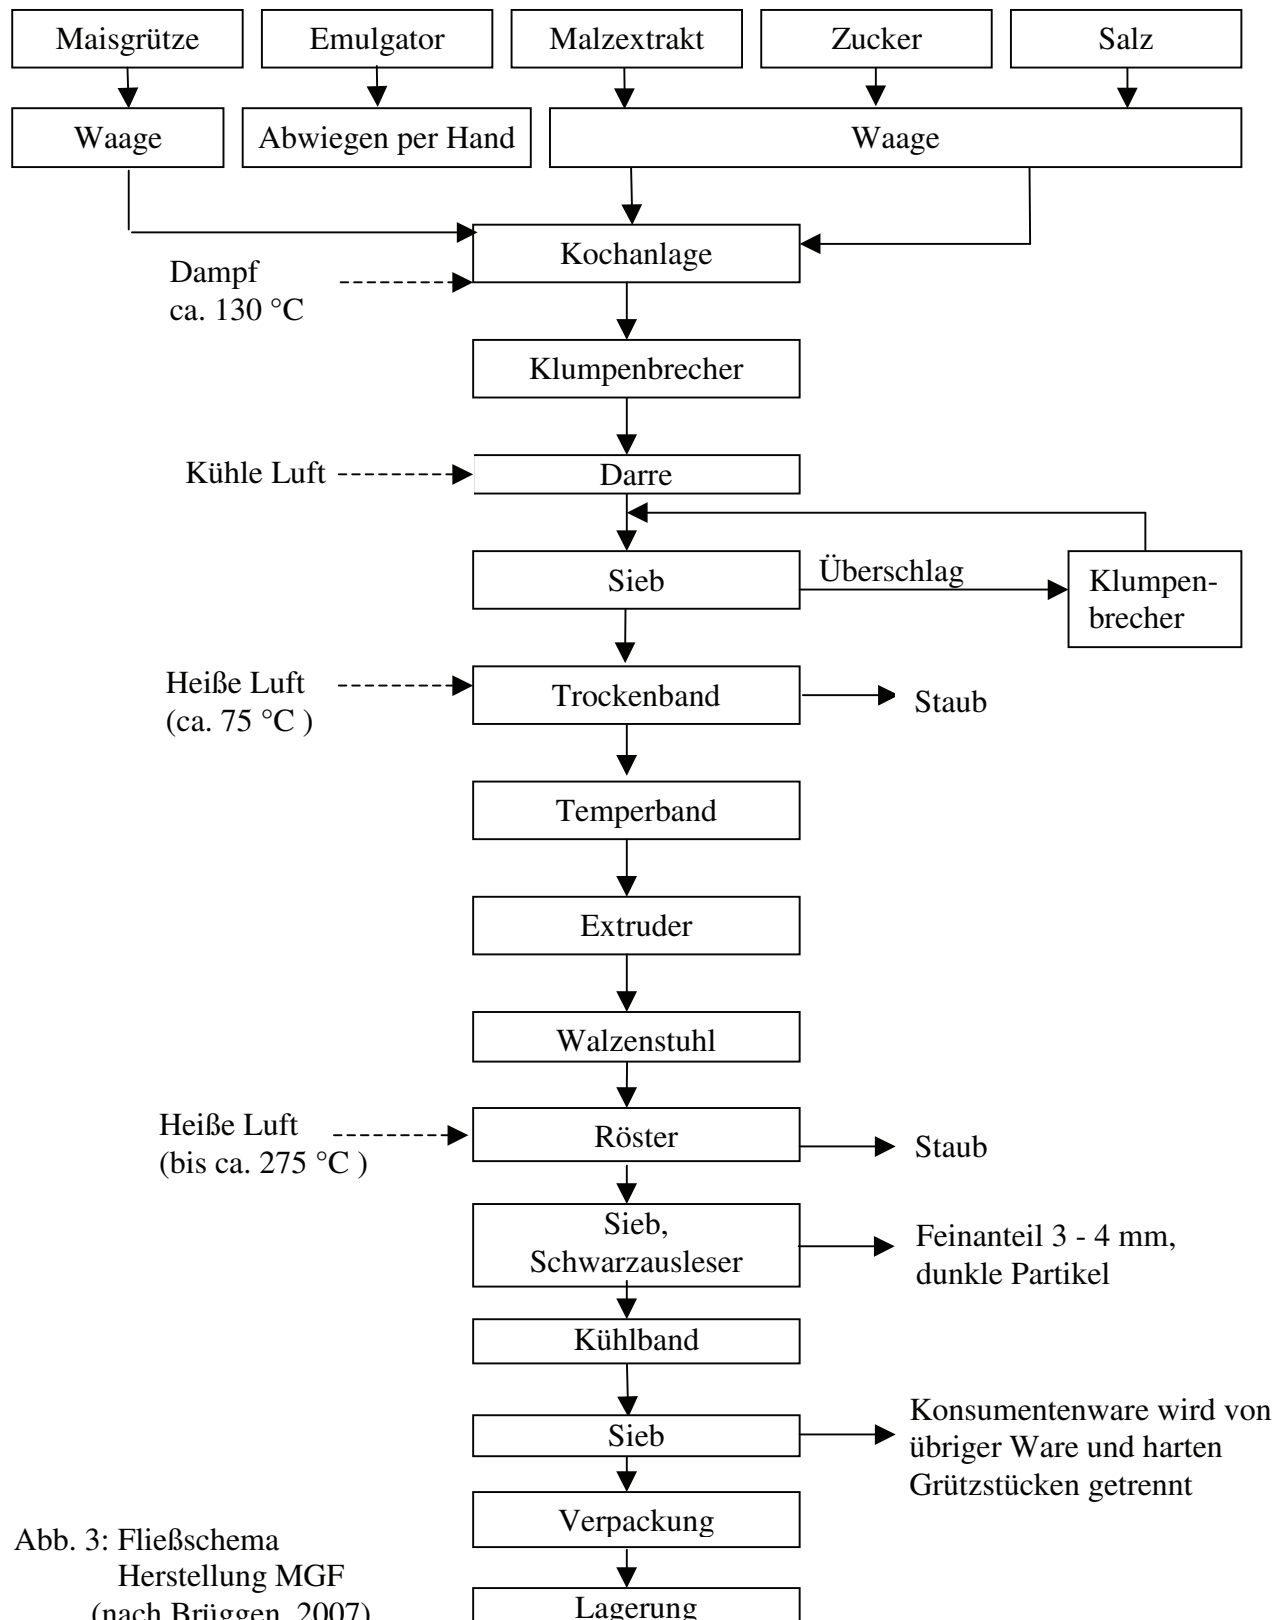 Maisgrütze
Emulgator
Malzextrakt
Zucker
Salz
Waage
Abwiegen per Hand
Waage
Kochanlage
Dampf
ca. 130 °C
Klumpenbrecher
Kühle Luft
Darre
Sieb
Überschlag
Klumpen-
brecher
Heiße Luft
(ca. 75 °C )
Trockenband
Staub
Temperband
Extruder
Walzenstuhl
Heiße Luft
(bis ca. 275 °C )
Röster
Staub
Sieb,
Schwarzausleser
Feinanteil 3 - 4 mm,
dunkle Partikel
Kühlband
Sieb
Konsumentenware wird von
übriger Ware und harten
Grützstücken getrennt
Verpackung
Abb. 3: Fließschema
Herstellung MGF
(nach Brüggen, 2007)
Lagerung